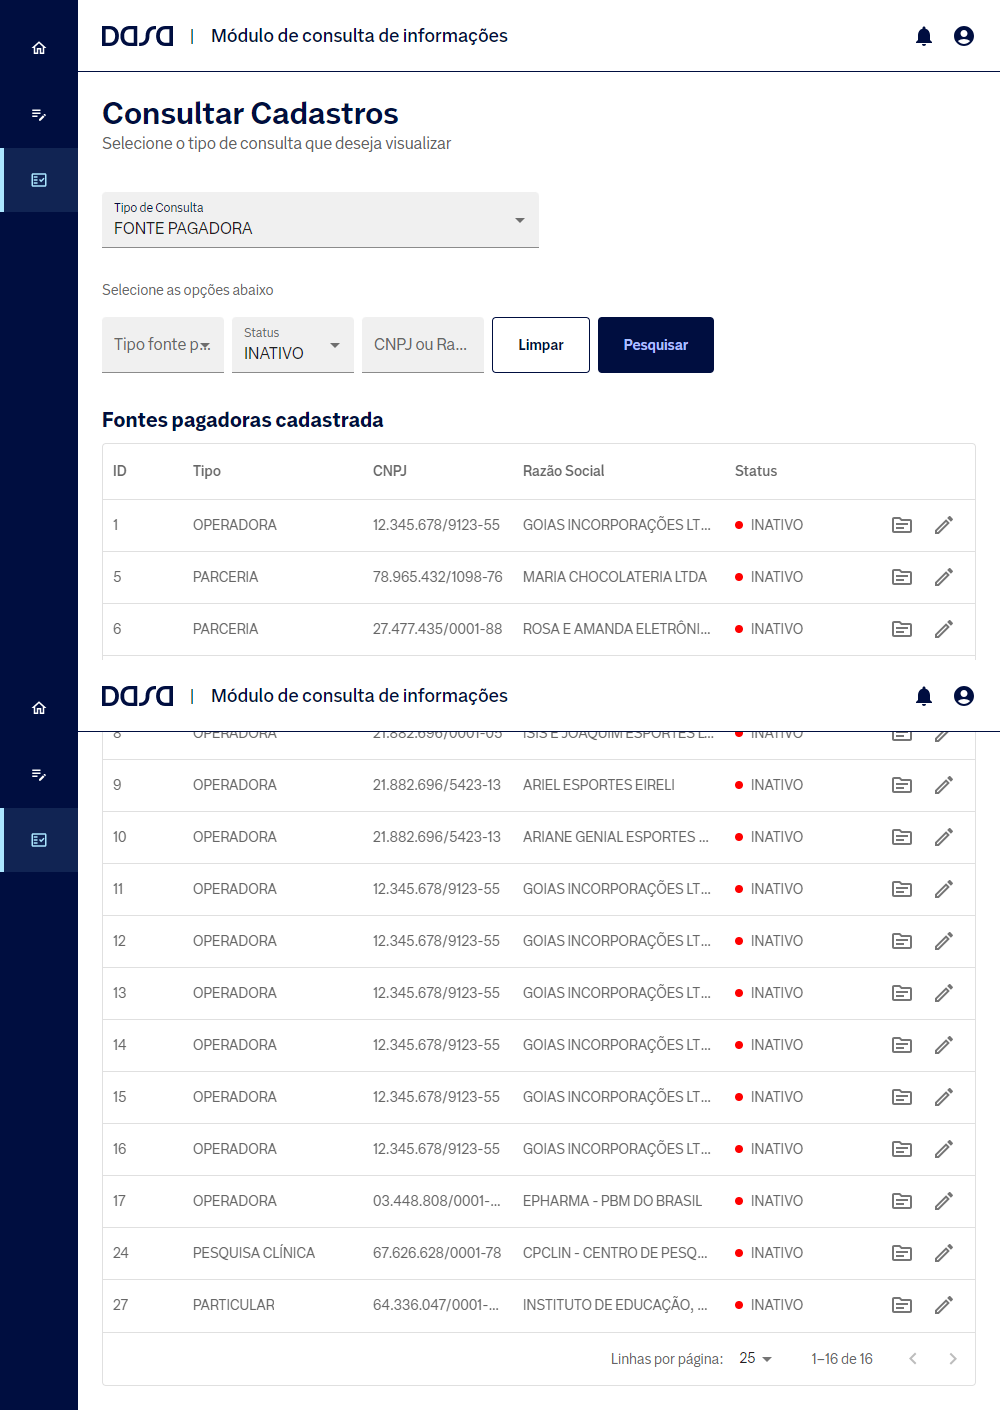 DASA | Módulo de consulta de informações
Consultar Cadastros
Selecione o tipo de consulta que deseja visualizar
Tipo de Consulta
FONTE PAGADORA
Selecione as opções abaixo
Tipo fonte p... Status INATIVO CNPJ ou Ra... Limpar Pesquisar
Fontes pagadoras cadastrada
ID Tipo CNPJ Razão Social Status
1 OPERADORA 12.345.678/9123-55 GOIAS INCORPORAÇÕES LT... INATIVO
5 PARCERIA 78.965.432/1098-76 MARIA CHOCOLATERIA LTDA INATIVO
6 PARCERIA 27.477.435/0001-88 ROSA E AMANDA ELETRÔNI... INATIVO
DASA | Módulo de consulta de informações
8 OPERADORA 21.882.696/0001-05 ISIS E JOAQUIM ESPORTES L... INATIVO
9 OPERADORA 21.882.696/5423-13 ARIEL ESPORTES EIRELI INATIVO
10 OPERADORA 21.882.696/5423-13 ARIANE GENIAL ESPORTES ... INATIVO
11 OPERADORA 12.345.678/9123-55 GOIAS INCORPORAÇÕES LT... INATIVO
12 OPERADORA 12.345.678/9123-55 GOIAS INCORPORAÇÕES LT... INATIVO
13 OPERADORA 12.345.678/9123-55 GOIAS INCORPORAÇÕES LT... INATIVO
14 OPERADORA 12.345.678/9123-55 GOIAS INCORPORAÇÕES LT... INATIVO
15 OPERADORA 12.345.678/9123-55 GOIAS INCORPORAÇÕES LT... INATIVO
16 OPERADORA 12.345.678/9123-55 GOIAS INCORPORAÇÕES LT... INATIVO
17 OPERADORA 03.448.808/0001-... EPHARMA - PBM DO BRASIL INATIVO
24 PESQUISA CLÍNICA 67.626.628/0001-78 CPCLIN - CENTRO DE PESQ... INATIVO
27 PARTICULAR 64.336.047/0001-... INSTITUTO DE EDUCAÇÃO, ... INATIVO
Linhas por página: 25 1–16 de 16